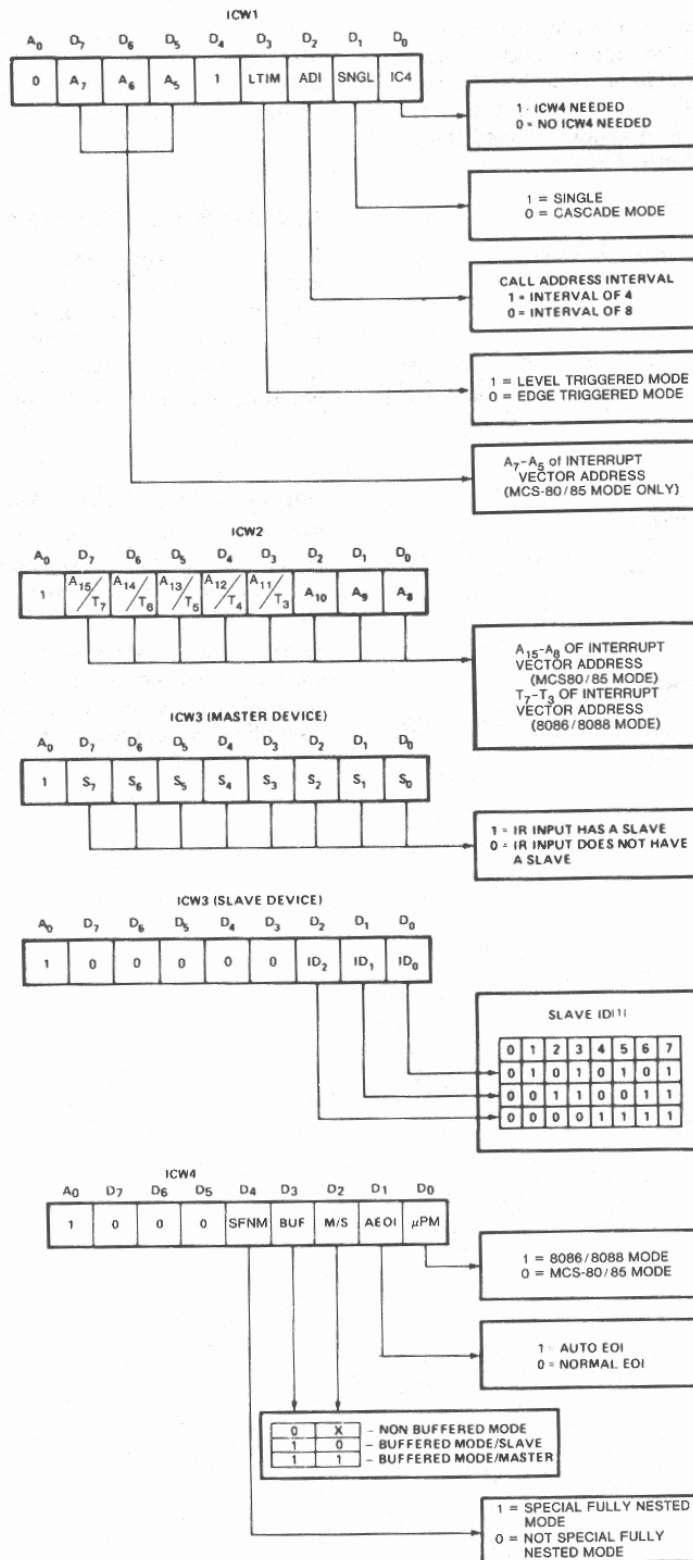 ICW1
A0 D7 D6 D5 D4 D3 D2 D1 D0
0 A7 A6 A5 1 LTIM ADI SNGL IC4
1 - ICW4 NEEDED
0 = NO ICW4 NEEDED
1 = SINGLE
0 = CASCADE MODE
CALL ADDRESS INTERVAL
1 = INTERVAL OF 4
0 = INTERVAL OF 8
1 = LEVEL TRIGGERED MODE
0 = EDGE TRIGGERED MODE
A7-A5 of INTERRUPT
VECTOR ADDRESS
(MCS-80/85 MODE ONLY)
ICW2
A0 D7 D6 D5 D4 D3 D2 D1 D0
1 A15/T7 A14/T6 A13/T5 A12/T4 A11/T3 A10 A9 A8
A15-A8 OF INTERRUPT
VECTOR ADDRESS
(MCS80/85 MODE)
T7-T3 OF INTERRUPT
VECTOR ADDRESS
(8086/8088 MODE)
ICW3 (MASTER DEVICE)
A0 D7 D6 D5 D4 D3 D2 D1 D0
1 S7 S6 S5 S4 S3 S2 S1 S0
1 = IR INPUT HAS A SLAVE
0 = IR INPUT DOES NOT HAVE
A SLAVE
ICW3 (SLAVE DEVICE)
A0 D7 D6 D5 D4 D3 D2 D1 D0
1 0 0 0 0 0 ID2 ID1 ID0
SLAVE ID(1)
0 1 2 3 4 5 6 7
0 1 0 1 0 1 0 1
0 0 1 1 0 0 1 1
0 0 0 0 1 1 1 1
ICW4
A0 D7 D6 D5 D4 D3 D2 D1 D0
1 0 0 0 SFNM BUF M/S AEOI µPM
1 = 8086/8088 MODE
0 = MCS-80/85 MODE
1 = AUTO EOI
0 = NORMAL EOI
0 X - NON BUFFERED MODE
1 0 - BUFFERED MODE/SLAVE
1 1 - BUFFERED MODE/MASTER
1 = SPECIAL FULLY NESTED
MODE
0 = NOT SPECIAL FULLY
NESTED MODE